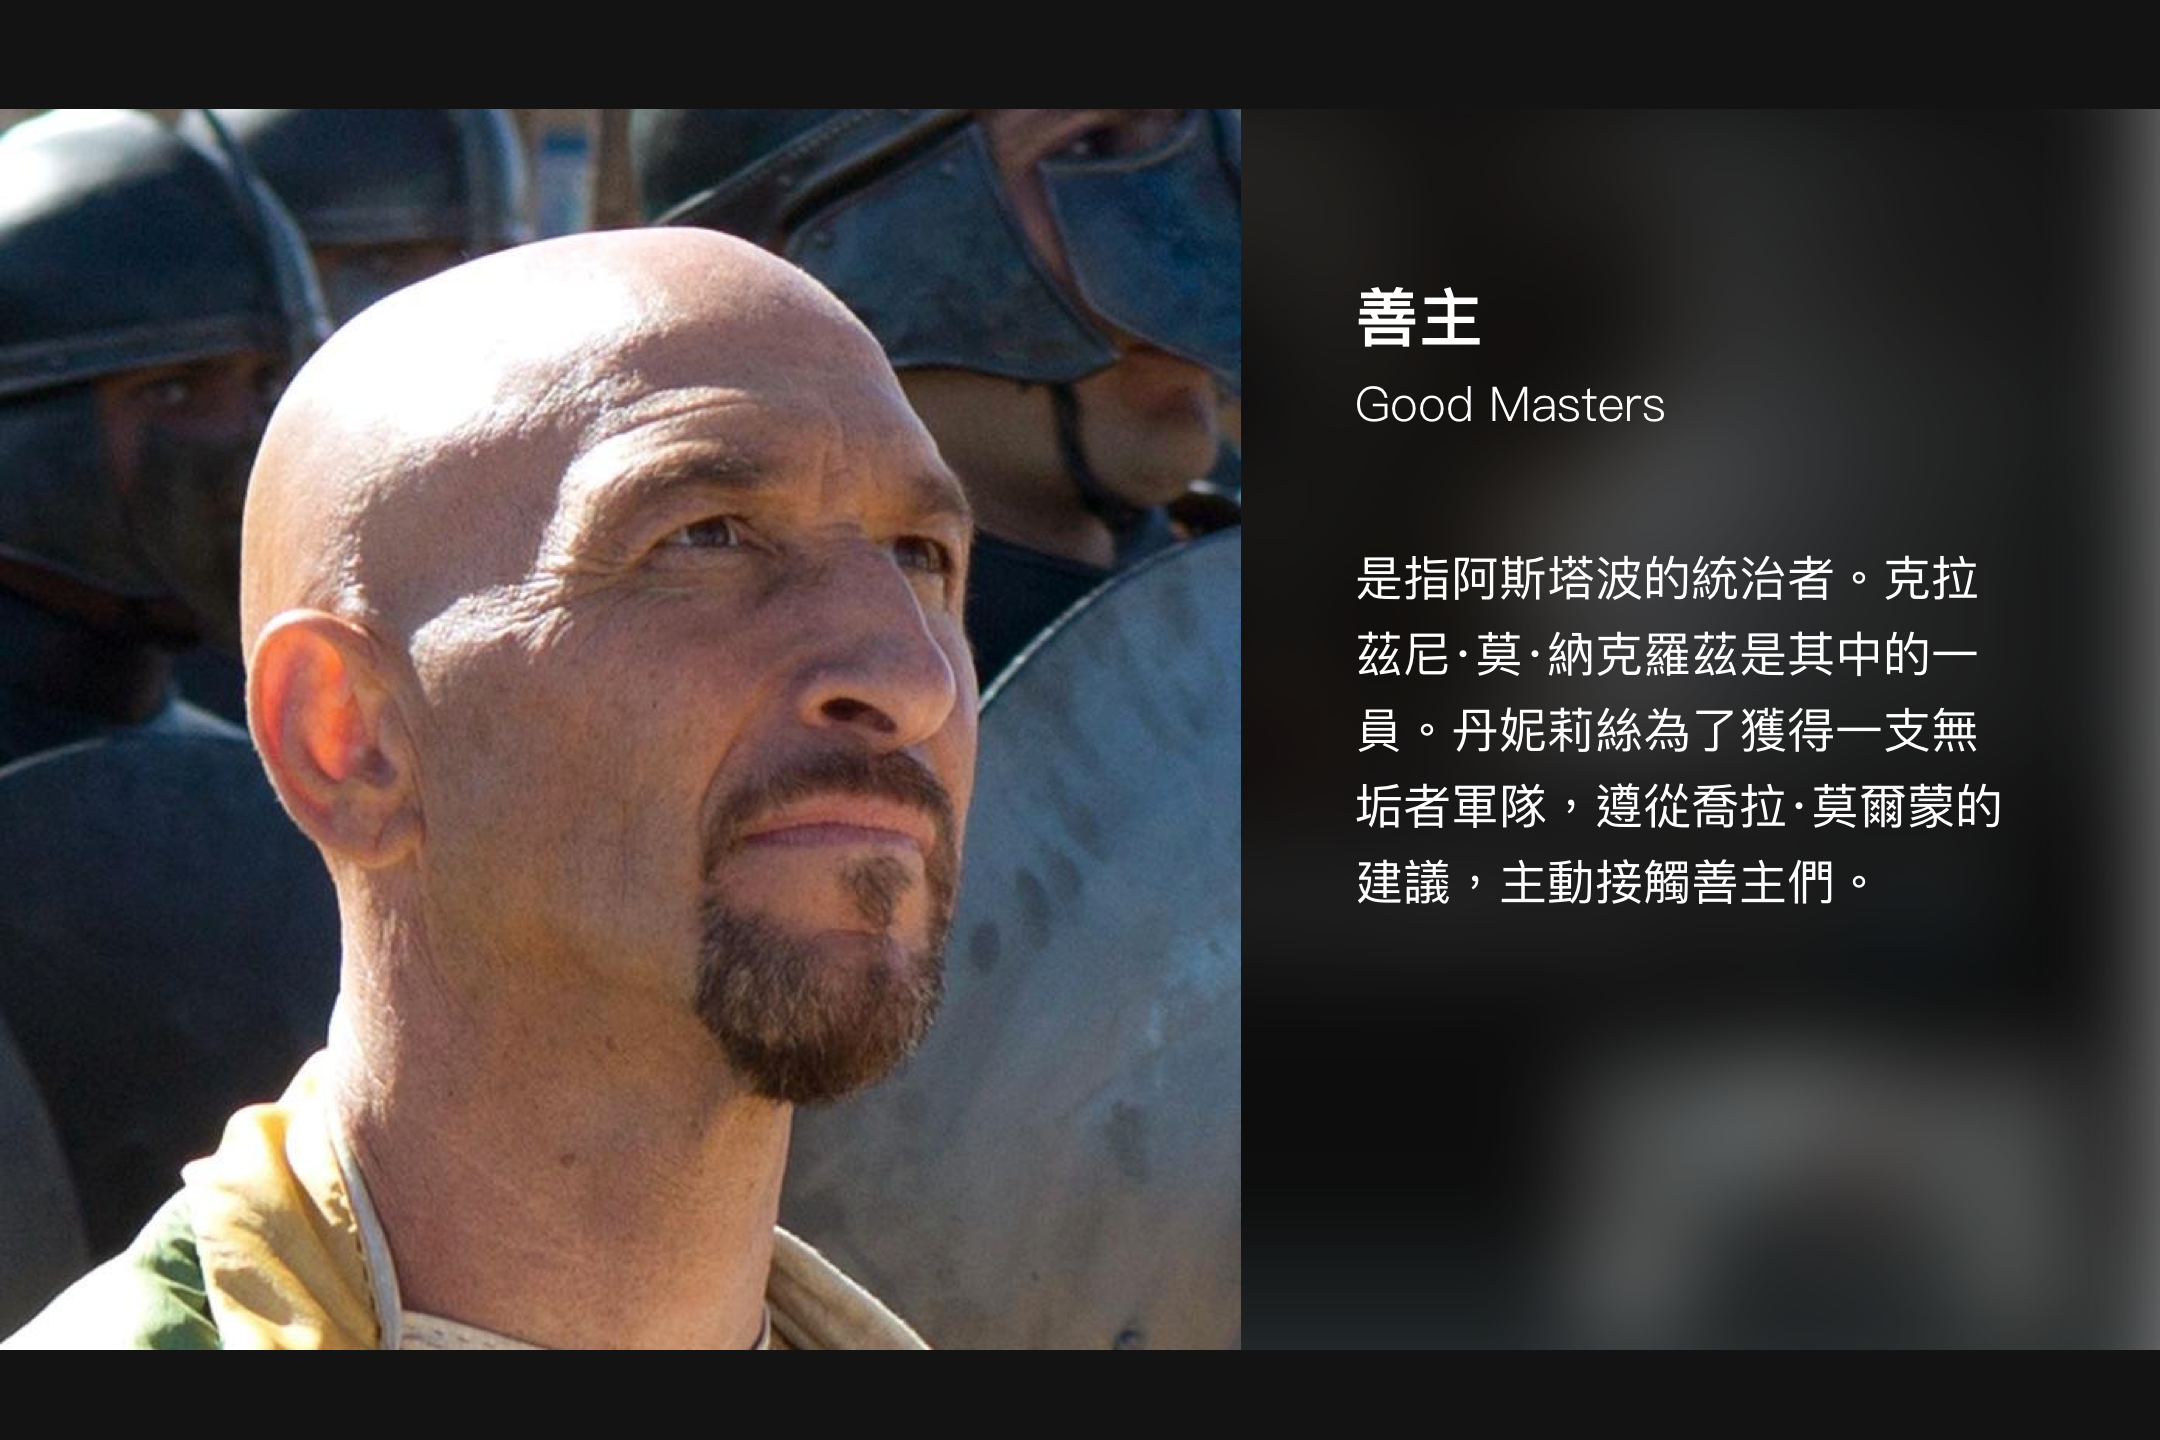 善主
Good Masters
是指阿斯塔波的統治者。克拉
茲尼·莫·納克羅茲是其中的一
員。丹妮莉絲為了獲得一支無
垢者軍隊，遵從喬拉·莫爾蒙的
建議，主動接觸善主們。